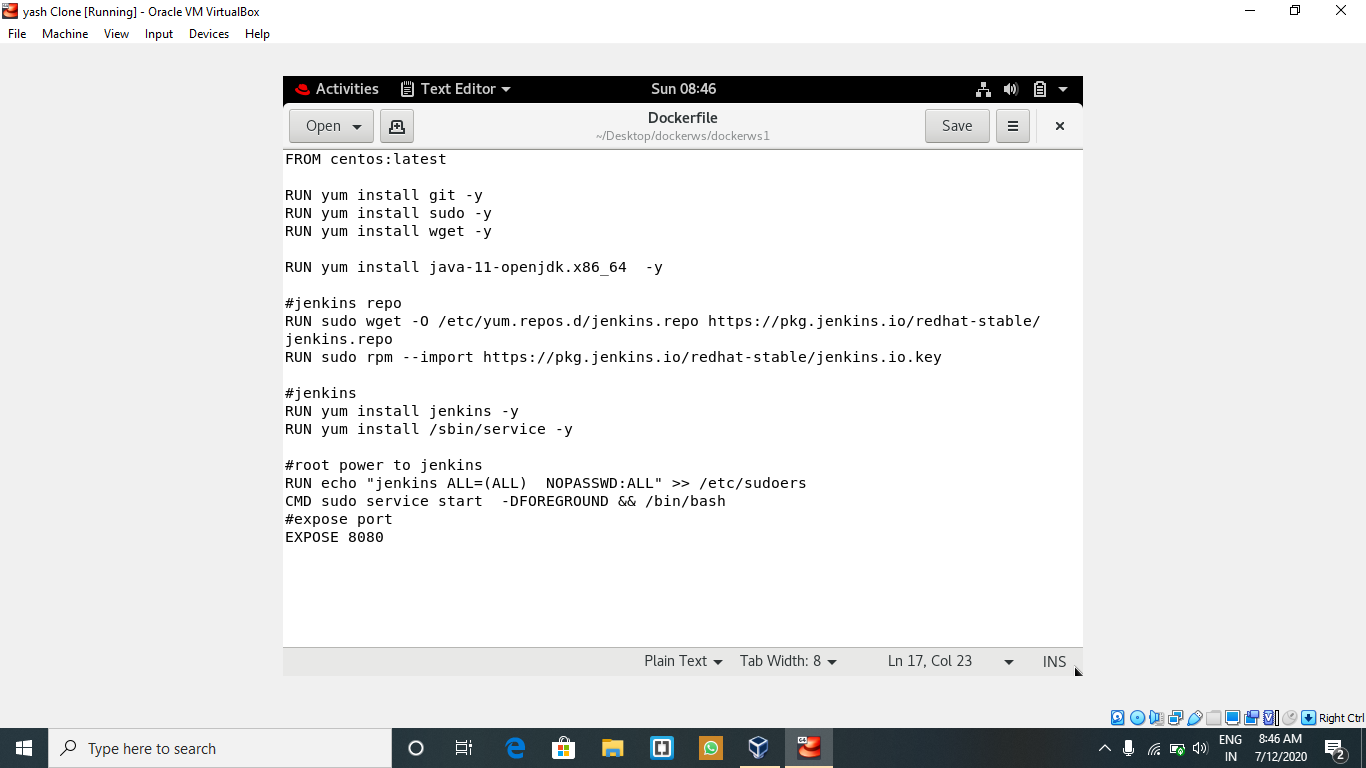 yash Clone [Running] - Oracle VM VirtualBox
File Machine View Input Devices Help
Activities Text Editor Sun 08:46
Open Dockerfile Save
~/Desktop/dockerws/dockerws1
FROM centos:latest
RUN yum install git -y
RUN yum install sudo -y
RUN yum install wget -y
RUN yum install java-11-openjdk.x86_64  -y
#jenkins repo
RUN sudo wget -O /etc/yum.repos.d/jenkins.repo https://pkg.jenkins.io/redhat-stable/
jenkins.repo
RUN sudo rpm --import https://pkg.jenkins.io/redhat-stable/jenkins.io.key
#jenkins
RUN yum install jenkins -y
RUN yum install /sbin/service -y
#root power to jenkins
RUN echo "jenkins ALL=(ALL)  NOPASSWD:ALL" >> /etc/sudoers
CMD sudo service start  -DFOREGROUND && /bin/bash
#expose port
EXPOSE 8080
Plain Text Tab Width: 8 Ln 17, Col 23 INS
Right Ctrl
Type here to search
ENG
IN
8:46 AM
7/12/2020
2